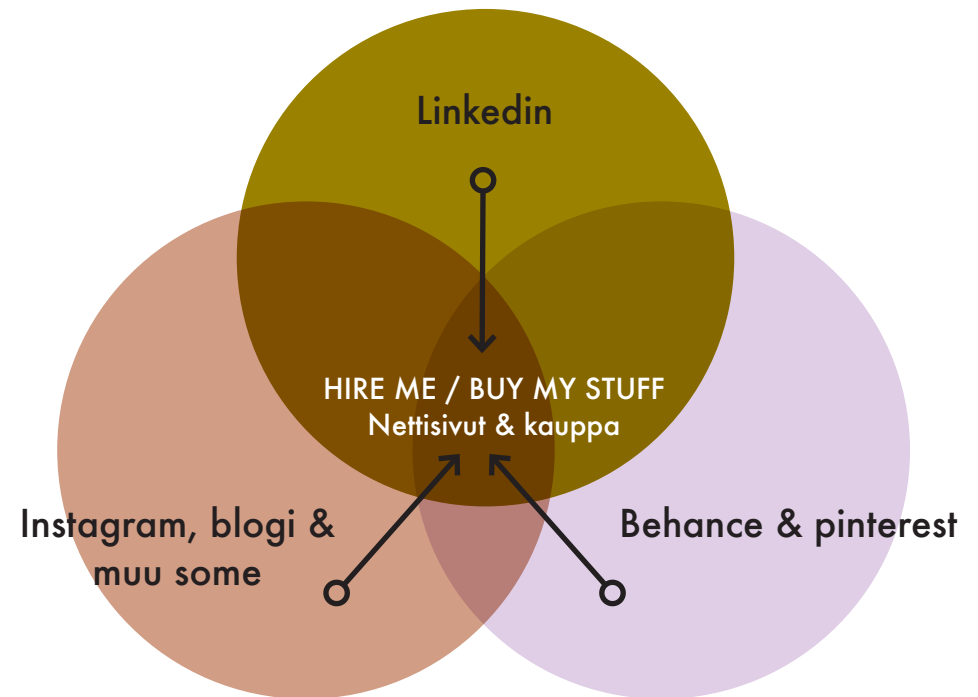 Linkedin
HIRE ME / BUY MY STUFF
Nettisivut & kauppa
Instagram, blogi &
muu some
Behance & pinterest